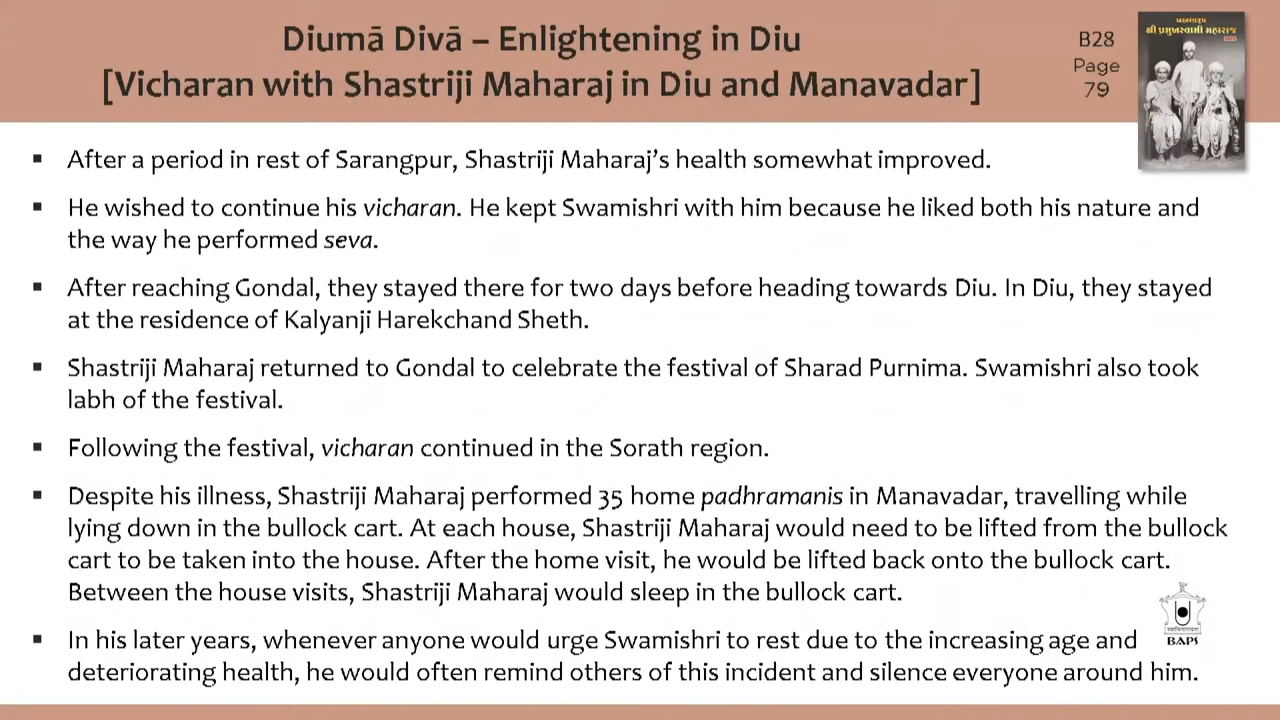 Diumā Divā – Enlightening in Diu
[Vicharan with Shastriji Maharaj in Diu and Manavadar]
B28
Page
79
શ્રી પ્રમુખસ્વામી મહારાજ
▪ After a period in rest of Sarangpur, Shastriji Maharaj’s health somewhat improved.
▪ He wished to continue his vicharan. He kept Swamishri with him because he liked both his nature and
the way he performed seva.
▪ After reaching Gondal, they stayed there for two days before heading towards Diu. In Diu, they stayed
at the residence of Kalyanji Harekchand Sheth.
▪ Shastriji Maharaj returned to Gondal to celebrate the festival of Sharad Purnima. Swamishri also took
labh of the festival.
▪ Following the festival, vicharan continued in the Sorath region.
▪ Despite his illness, Shastriji Maharaj performed 35 home padhramanis in Manavadar, travelling while
lying down in the bullock cart. At each house, Shastriji Maharaj would need to be lifted from the bullock
cart to be taken into the house. After the home visit, he would be lifted back onto the bullock cart.
Between the house visits, Shastriji Maharaj would sleep in the bullock cart.
▪ In his later years, whenever anyone would urge Swamishri to rest due to the increasing age and
deteriorating health, he would often remind others of this incident and silence everyone around him.
BAPS